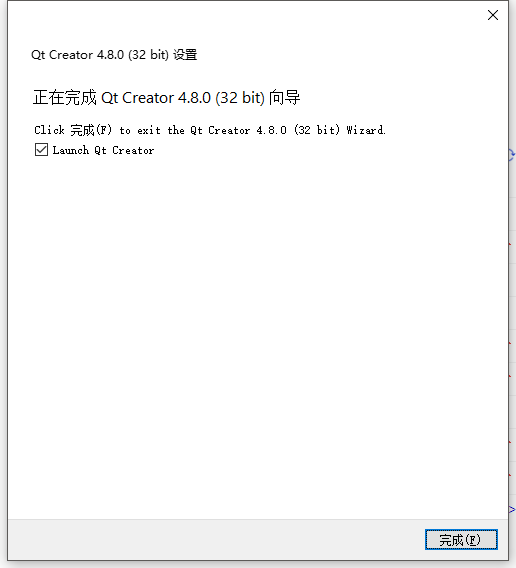 Qt Creator 4.8.0 (32 bit) 设置
正在完成 Qt Creator 4.8.0 (32 bit) 向导
Click 完成(F) to exit the Qt Creator 4.8.0 (32 bit) Wizard.
Launch Qt Creator
完成(F)